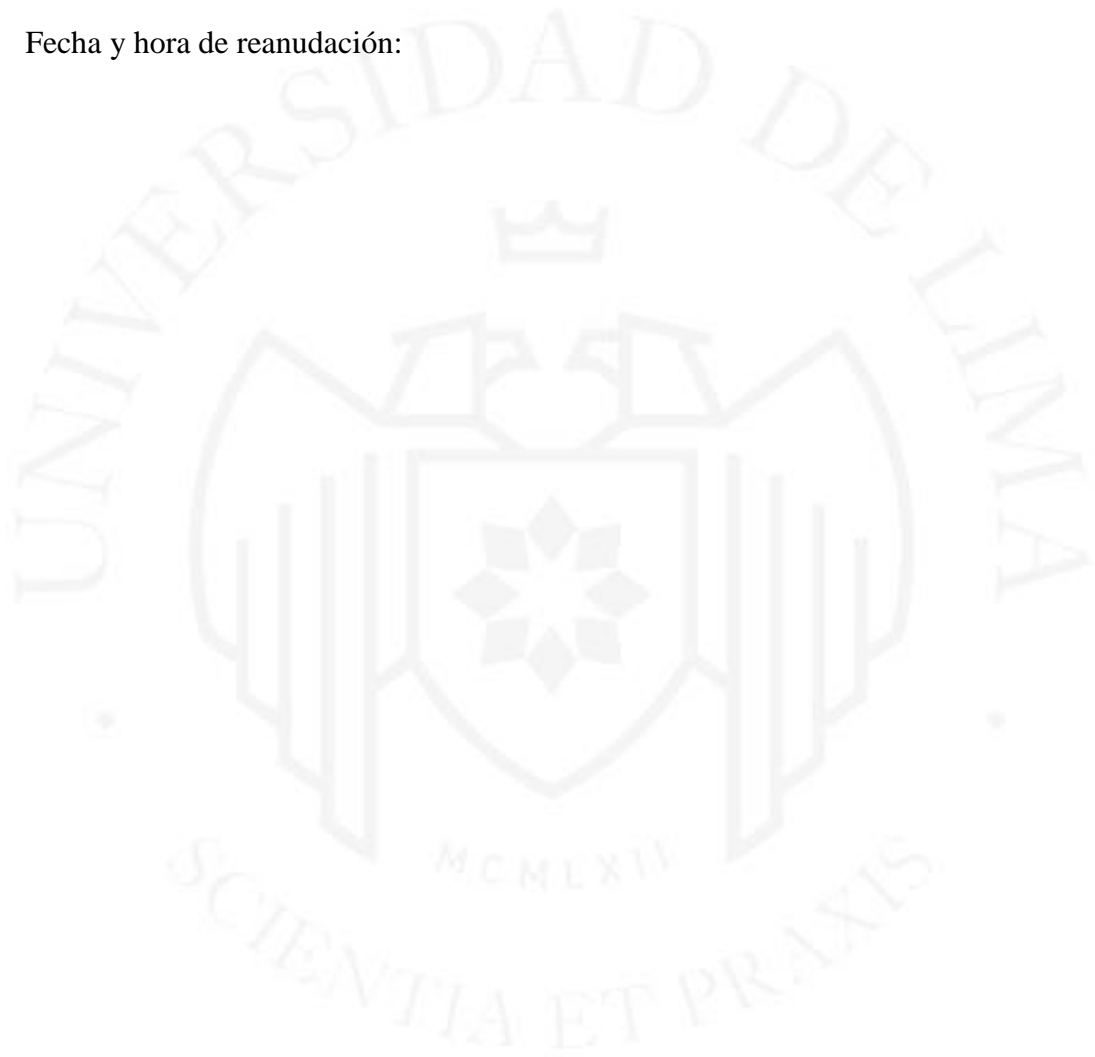 Fecha y hora de reanudación:
UNIVERSIDAD DE LIMA
MCMLXII
SCIENTIA ET PRAXIS